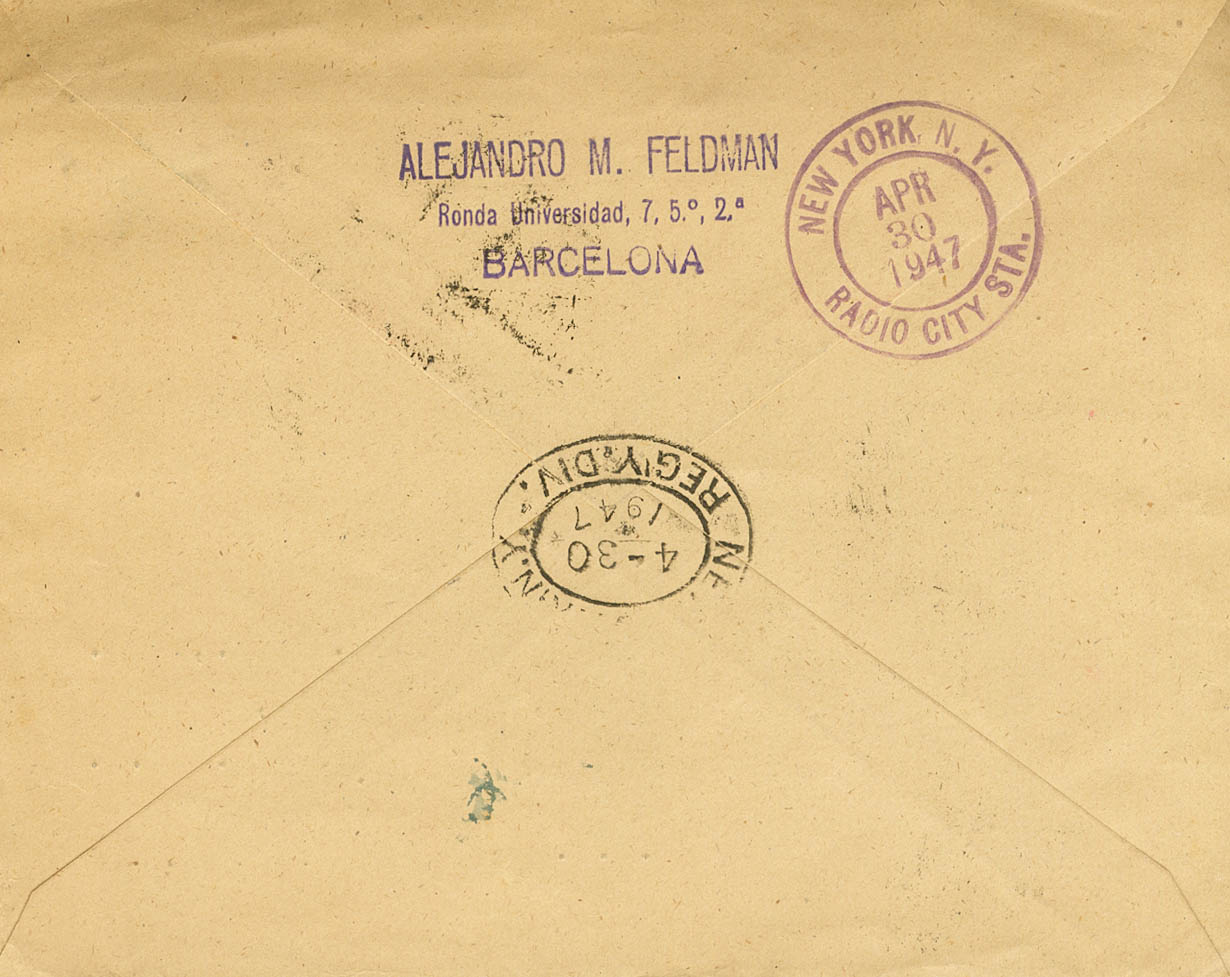 ALEJANDRO M. FELDMAN
Ronda Universidad, 7, 5.º, 2.ª
BARCELONA
NEW YORK, N. Y.
APR
30
1947
RADIO CITY STA.
REG'Y. DIV.
1947
4-30
N.Y.